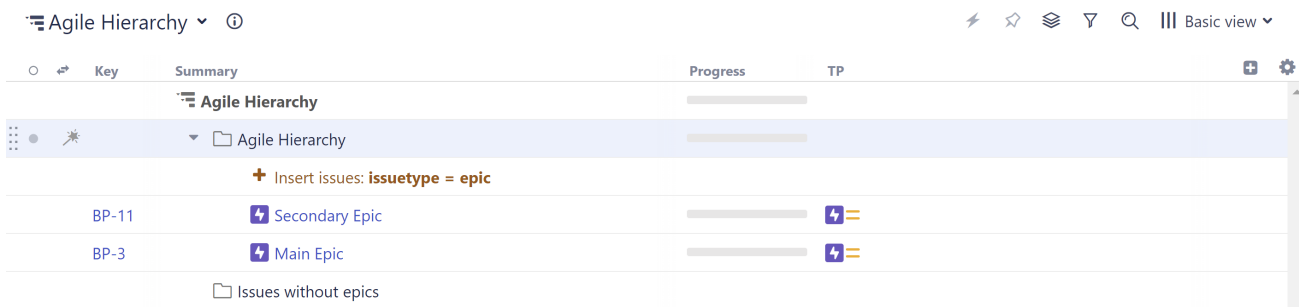 Agile Hierarchy
Basic view
Key Summary Progress TP
Agile Hierarchy
Agile Hierarchy
Insert issues: issuetype = epic
BP-11 Secondary Epic
BP-3 Main Epic
Issues without epics